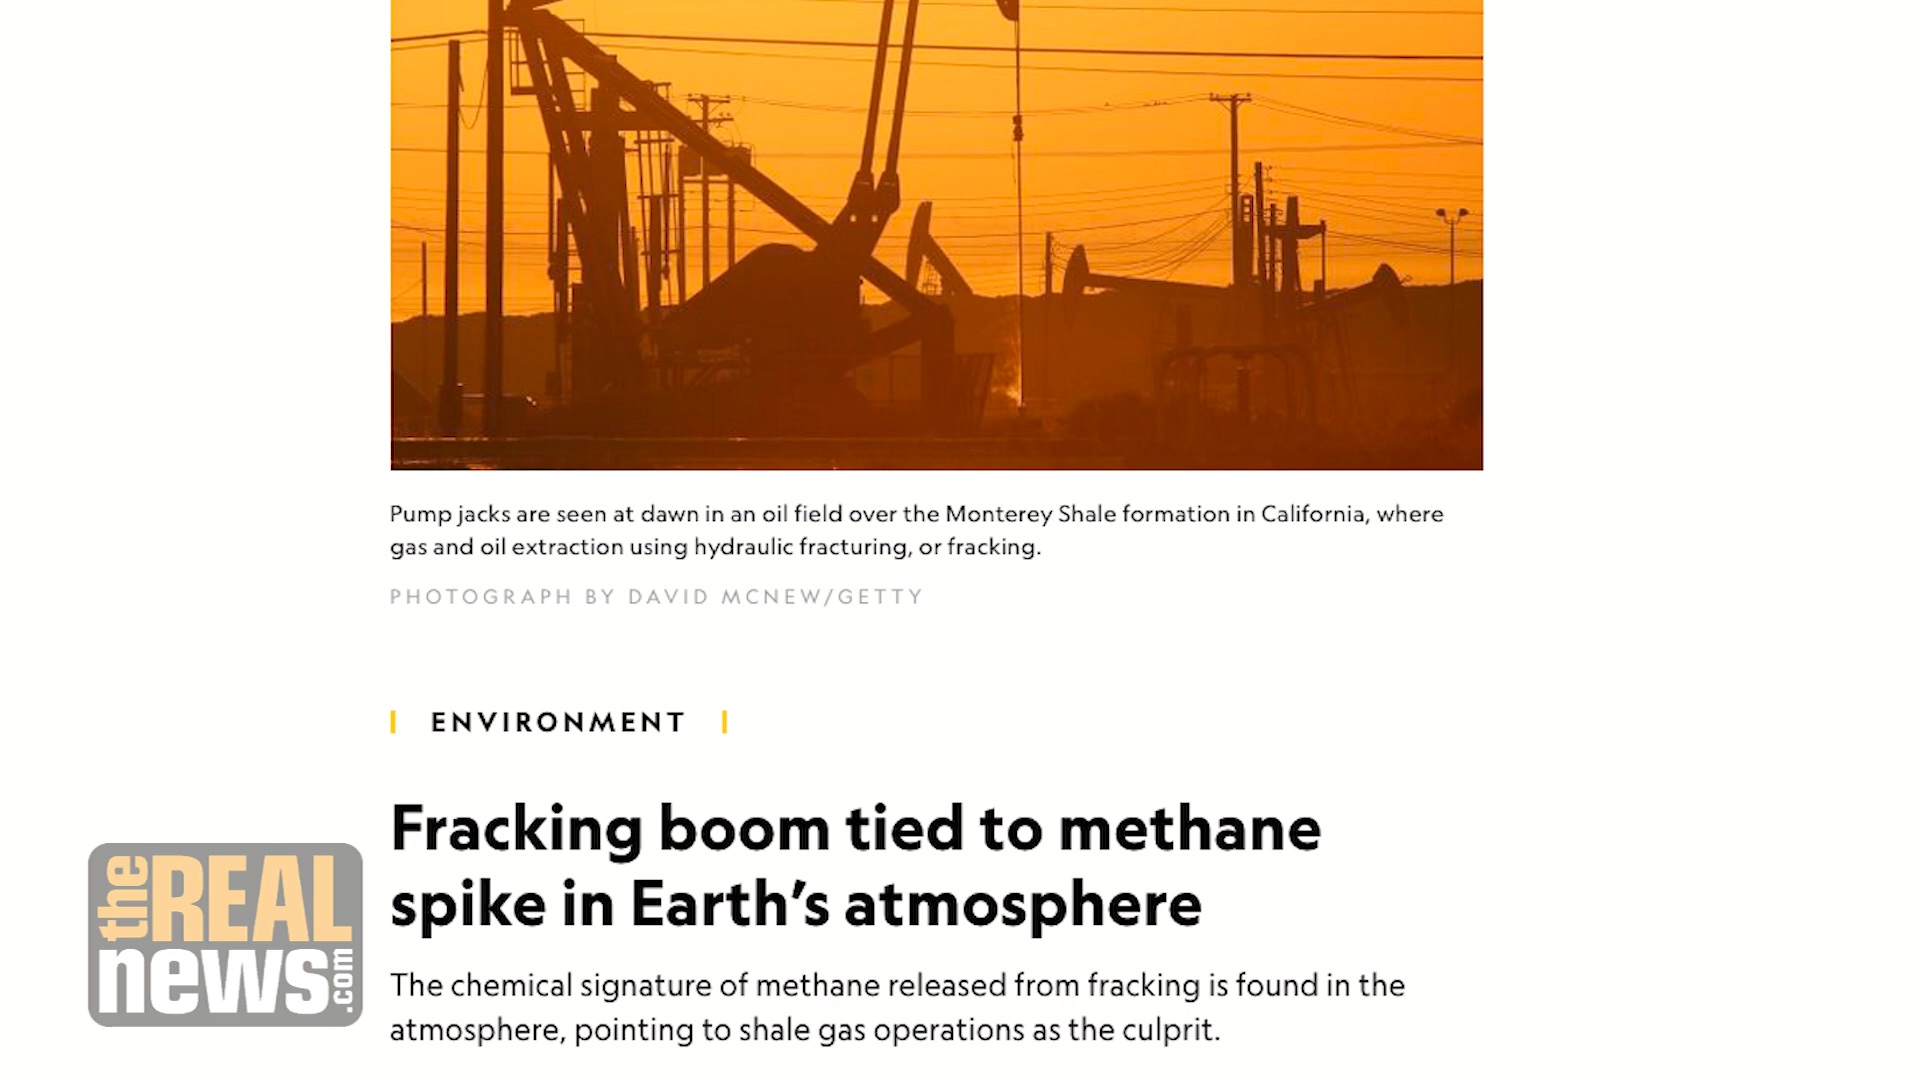 Pump jacks are seen at dawn in an oil field over the Monterey Shale formation in California, where
gas and oil extraction using hydraulic fracturing, or fracking.
PHOTOGRAPH BY DAVID MCNEW/GETTY
ENVIRONMENT
Fracking boom tied to methane
spike in Earth’s atmosphere
The chemical signature of methane released from fracking is found in the
atmosphere, pointing to shale gas operations as the culprit.
the REAL
news.com